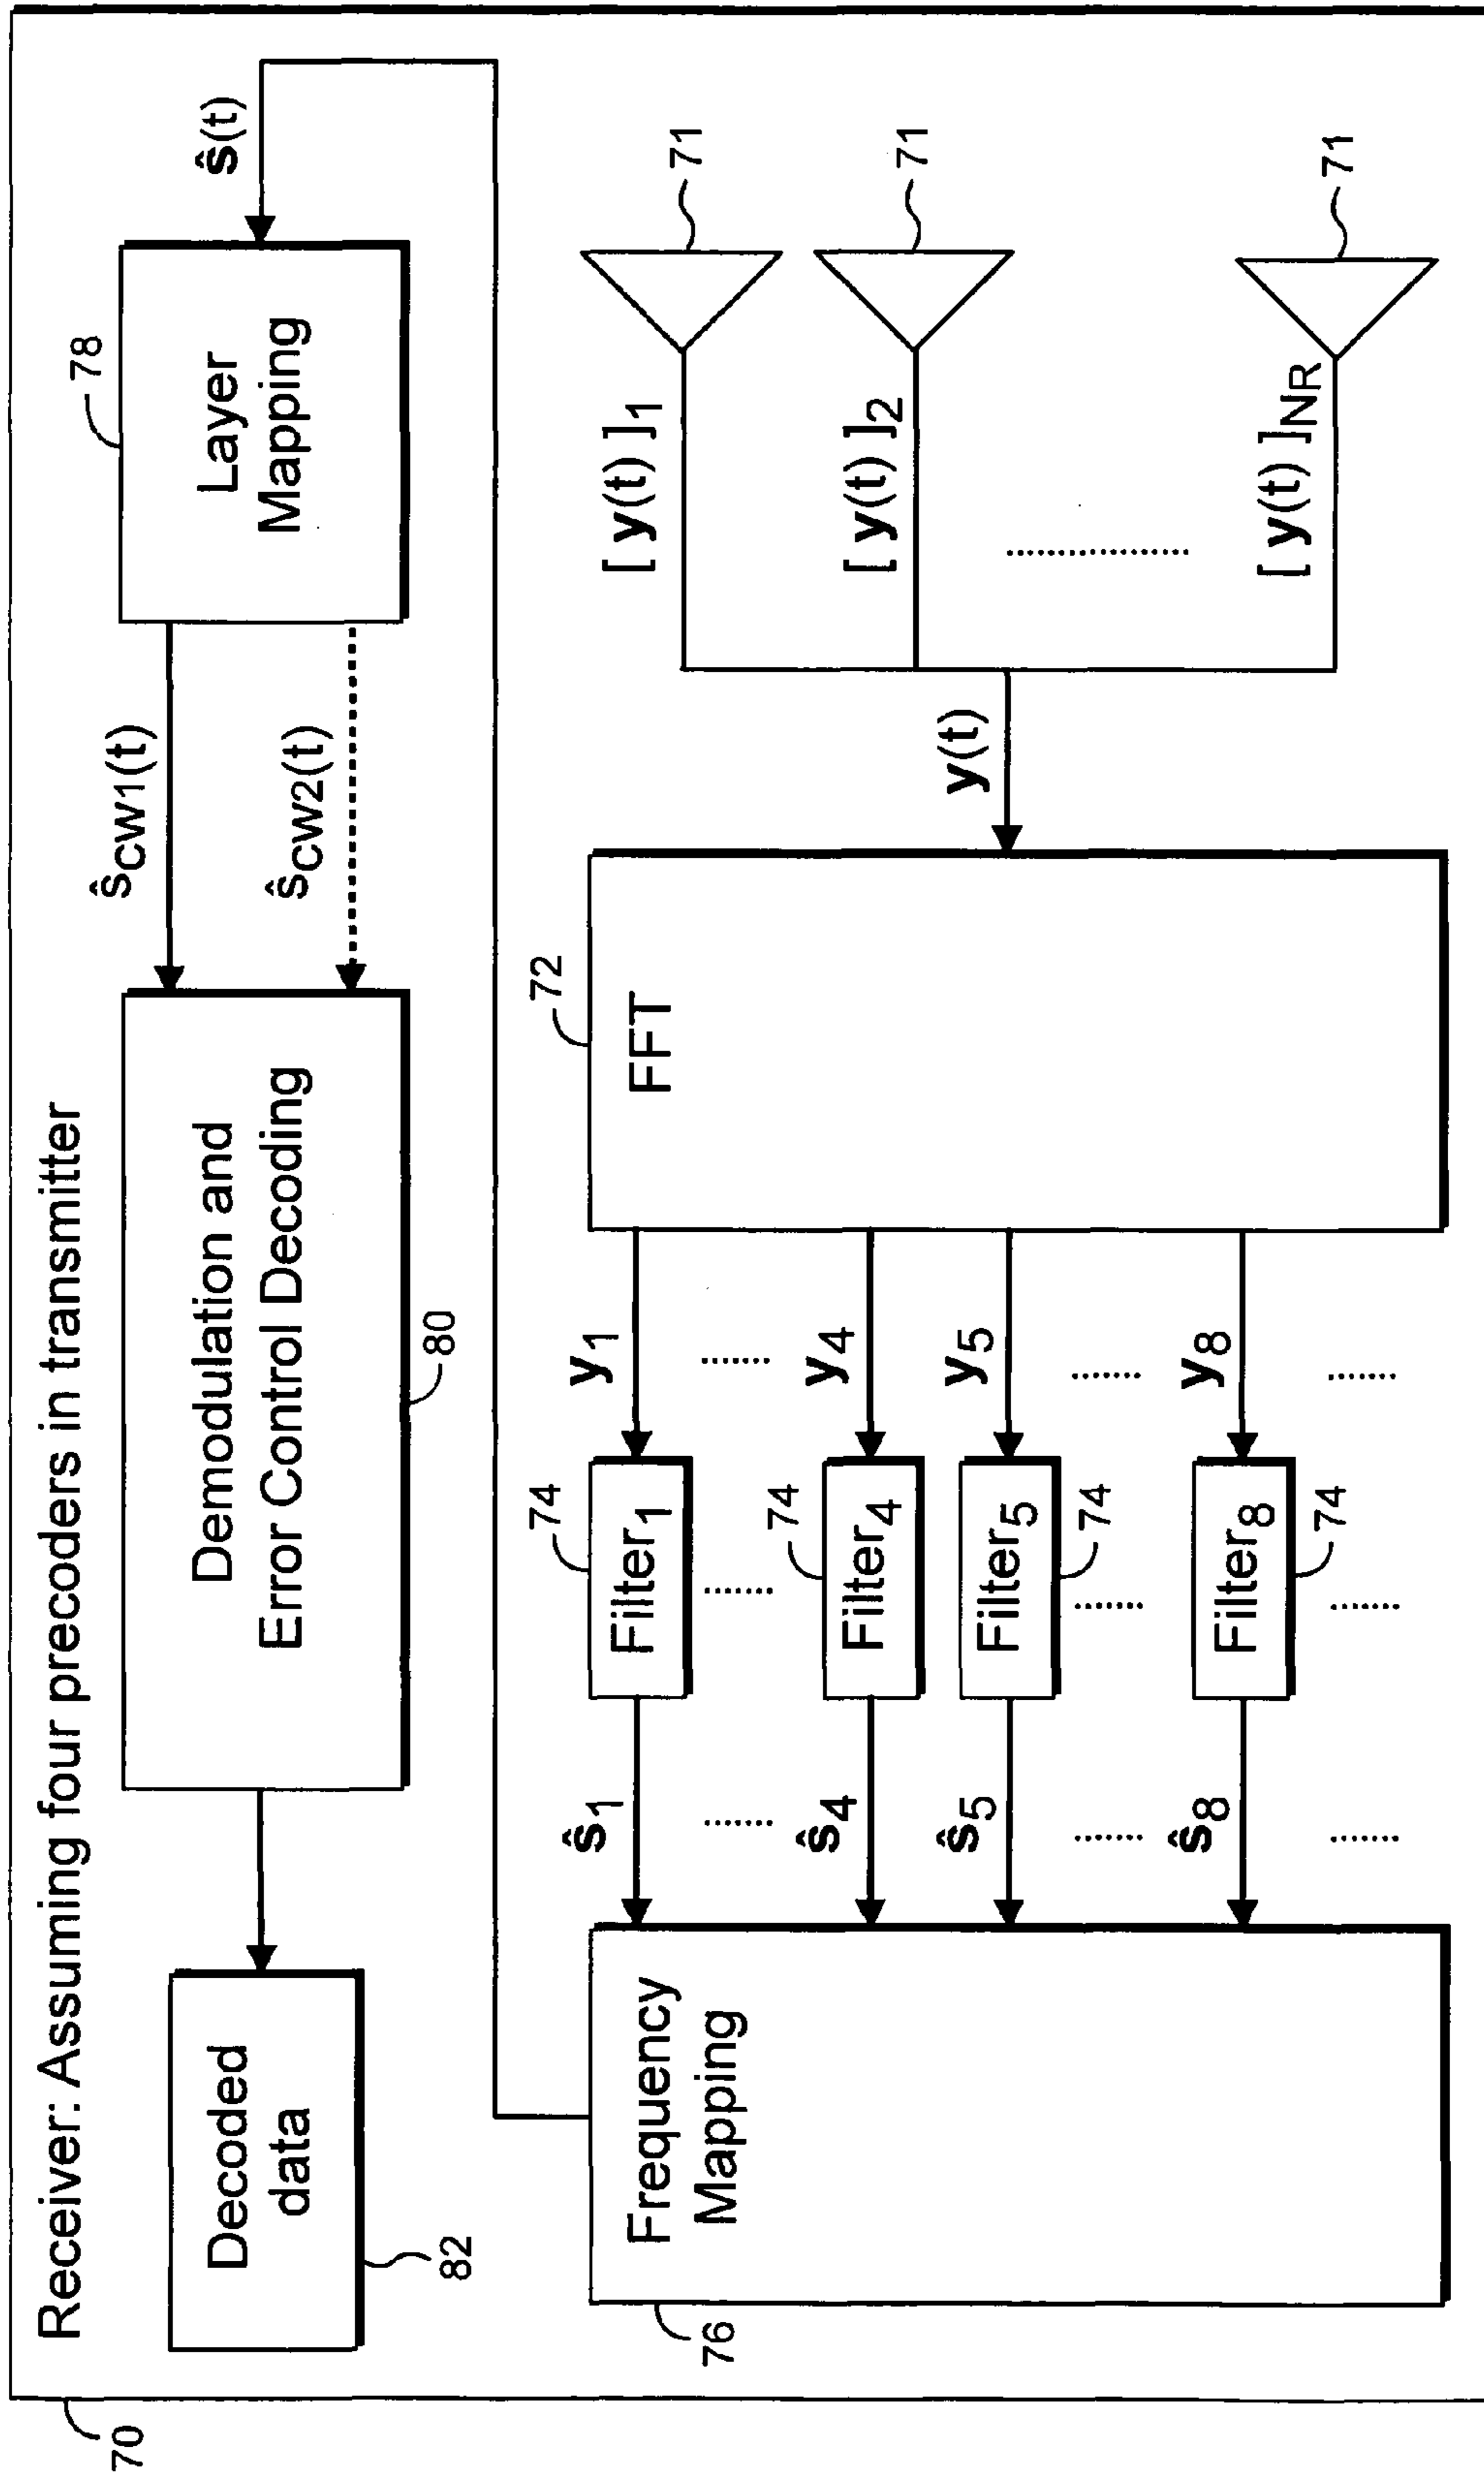 70
Receiver: Assuming four precoders in transmitter
Decoded
data
82
Demodulation and
Error Control Decoding
80
ŝCW1(t)
ŝCW2(t)
78
Layer
Mapping
ŝ(t)
76
Frequency
Mapping
ŝ1
......
ŝ4
ŝ5
......
ŝ8
......
74
Filter1
......
74
Filter4
Filter5
74
......
Filter8
74
......
y1
......
y4
y5
......
y8
......
72
FFT
y(t)
[ y(t) ]1
71
[ y(t) ]2
71
...............
[ y(t) ]NR
71